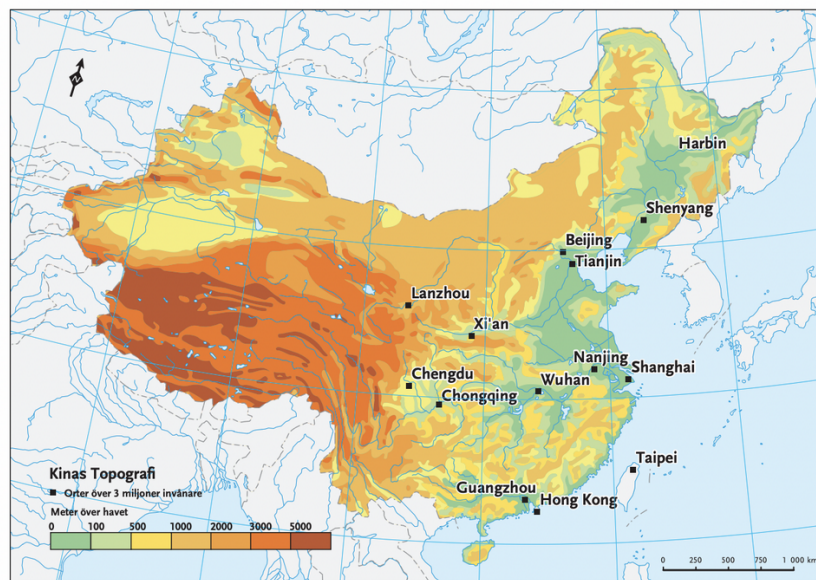 N
Harbin
Shenyang
Beijing
Tianjin
Lanzhou
Xi'an
Nanjing
Shanghai
Chengdu
Wuhan
Chongqing
Taipei
Guangzhou
Hong Kong
Kinas Topografi
Orter över 3 miljoner invånare
Meter över havet
0 100 500 1000 2000 3000 5000
0 250 500 750 1 000 km